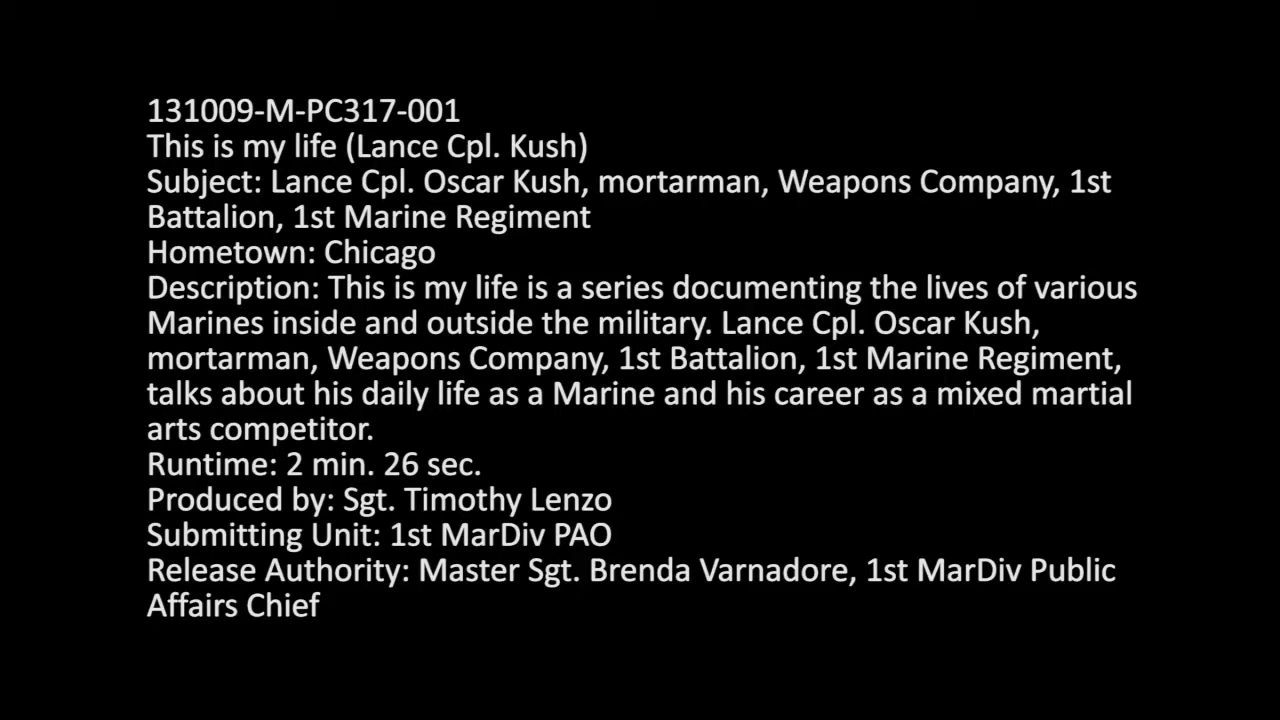 131009-M-PC317-001
This is my life (Lance Cpl. Kush)
Subject: Lance Cpl. Oscar Kush, mortarman, Weapons Company, 1st
Battalion, 1st Marine Regiment
Hometown: Chicago
Description: This is my life is a series documenting the lives of various
Marines inside and outside the military. Lance Cpl. Oscar Kush,
mortarman, Weapons Company, 1st Battalion, 1st Marine Regiment,
talks about his daily life as a Marine and his career as a mixed martial
arts competitor.
Runtime: 2 min. 26 sec.
Produced by: Sgt. Timothy Lenzo
Submitting Unit: 1st MarDiv PAO
Release Authority: Master Sgt. Brenda Varnadore, 1st MarDiv Public
Affairs Chief